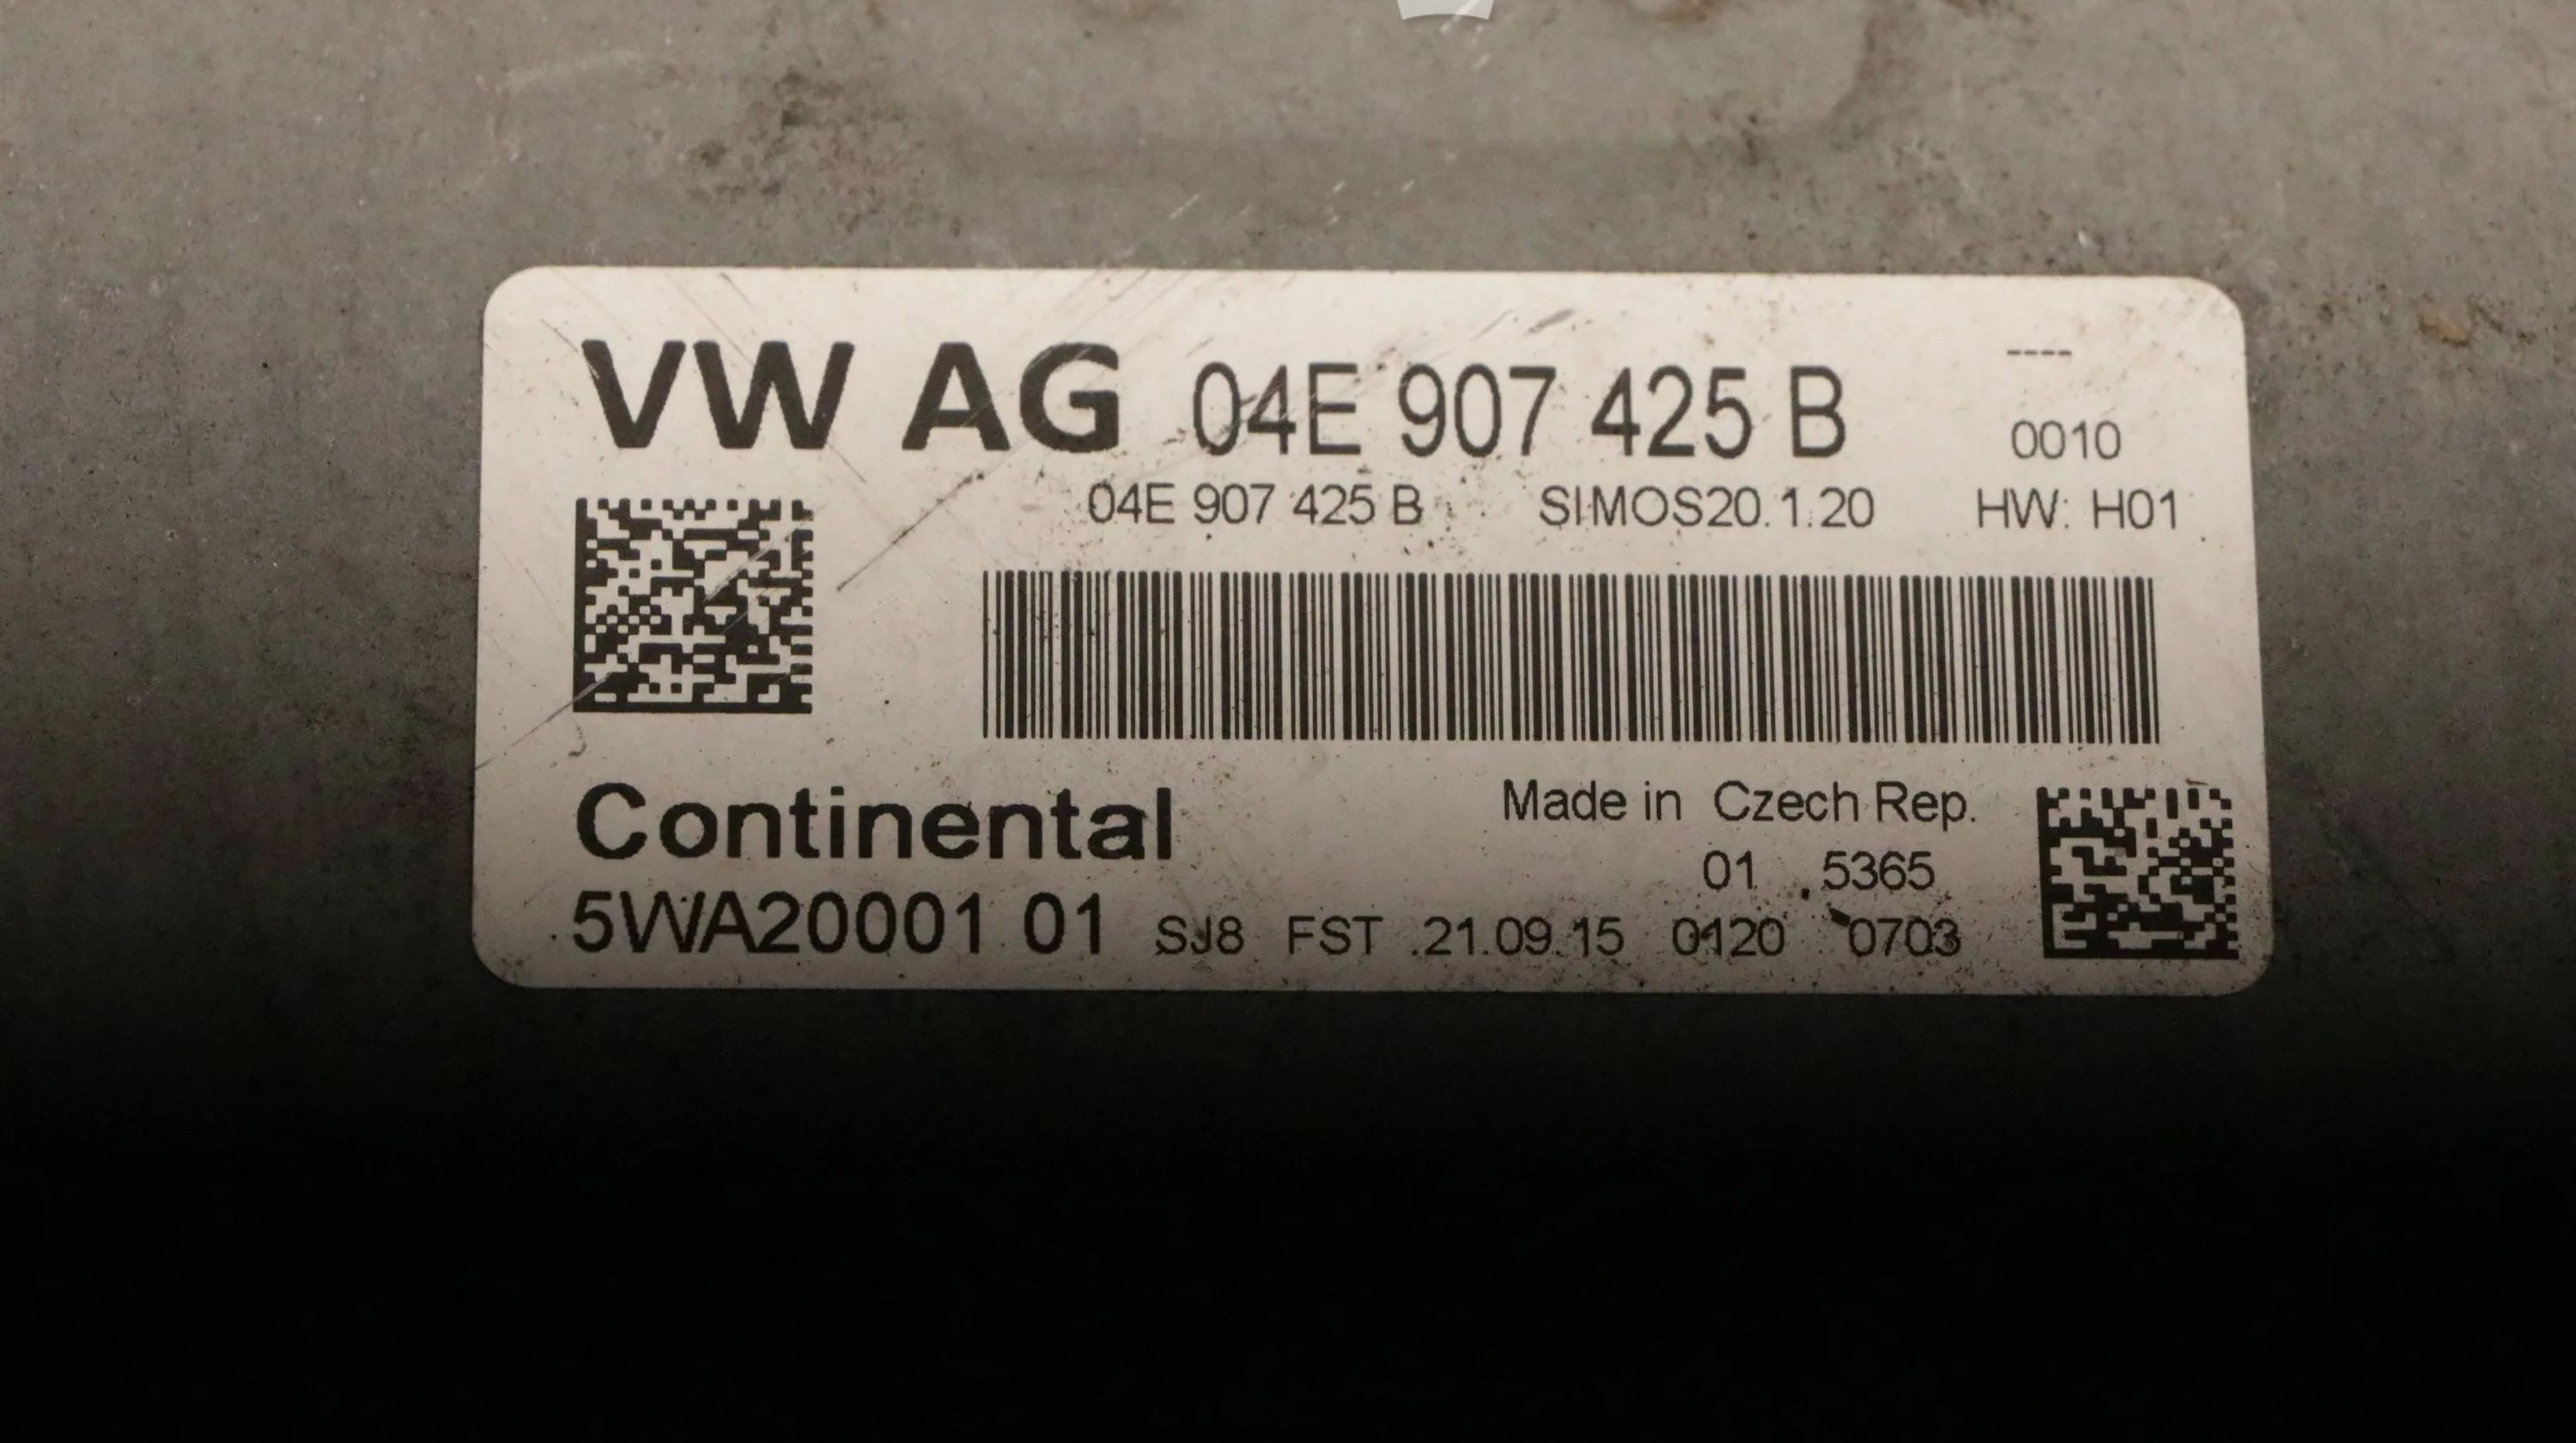 VW AG 04E 907 425 B ----
0010
04E 907 425 B SIMOS20.1.20 HW: H01
Continental Made in Czech Rep.
01 5365
5WA20001 01 SJ8 FST 21.09.15 0120 0703